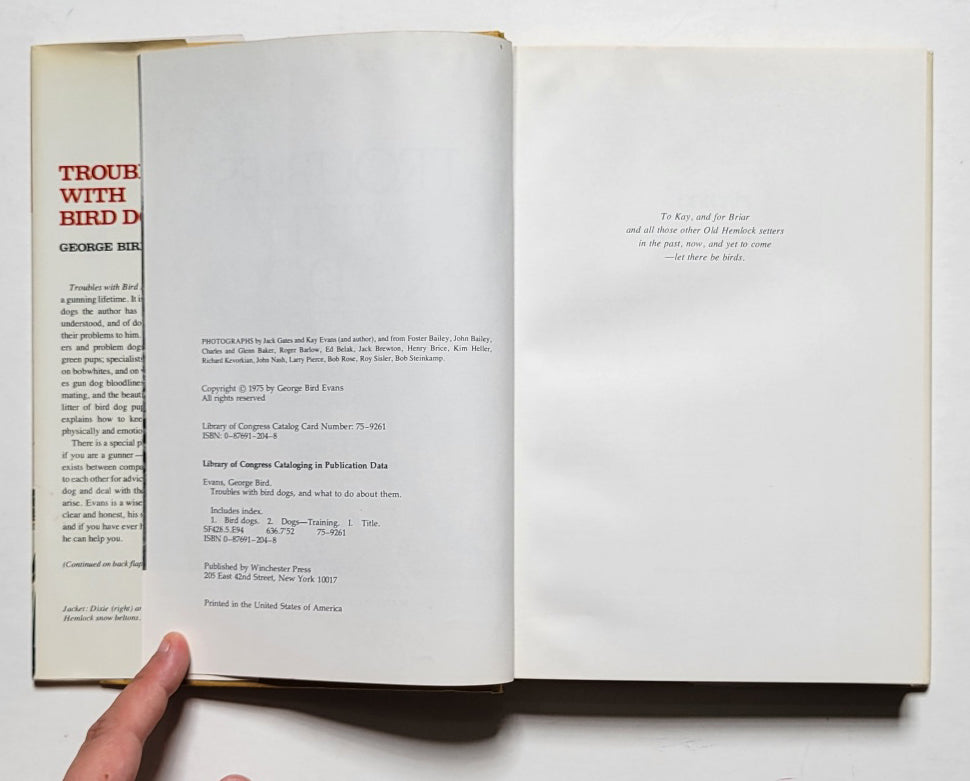 TROUB
WITH
BIRD D
GEORGE BIR
Troubles with Bird
a gunning lifetime. It i
dogs the author has
understood, and of do
their problems to him.
ers and problem dog
green pups; specialist
on bobwhites, and on
es gun dog bloodline
mating, and the beaut
litter of bird dog pu
explains how to kee
physically and emotio
There is a special p
if you are a gunner—
exists between compa
to each other for advic
dog and deal with th
arise. Evans is a wise
clear and honest, his s
and if you have ever h
he can help you.
(Continued on back flap
Jacket: Dixie (right) an
Hemlock snow beltons.
PHOTOGRAPHS by Jack Gates and Kay Evans (and author), and from Foster Bailey, John Bailey,
Charles and Glenn Baker, Roger Barlow, Ed Belak, Jack Brewton, Henry Brice, Kim Heller,
Richard Kevorkian, John Nash, Larry Pierce, Bob Rose, Roy Sisler, Bob Steinkamp.
Copyright © 1975 by George Bird Evans
All rights reserved
Library of Congress Catalog Card Number: 75-9261
ISBN: 0-87691-204-8
Library of Congress Cataloging in Publication Data
Evans, George Bird.
Troubles with bird dogs, and what to do about them.
Includes index.
1. Bird dogs. 2. Dogs—Training. I. Title.
SF428.5.E94 636.7'52 75-9261
ISBN 0-87691-204-8
Published by Winchester Press
205 East 42nd Street, New York 10017
Printed in the United States of America
To Kay, and for Briar
and all those other Old Hemlock setters
in the past, now, and yet to come
—let there be birds.